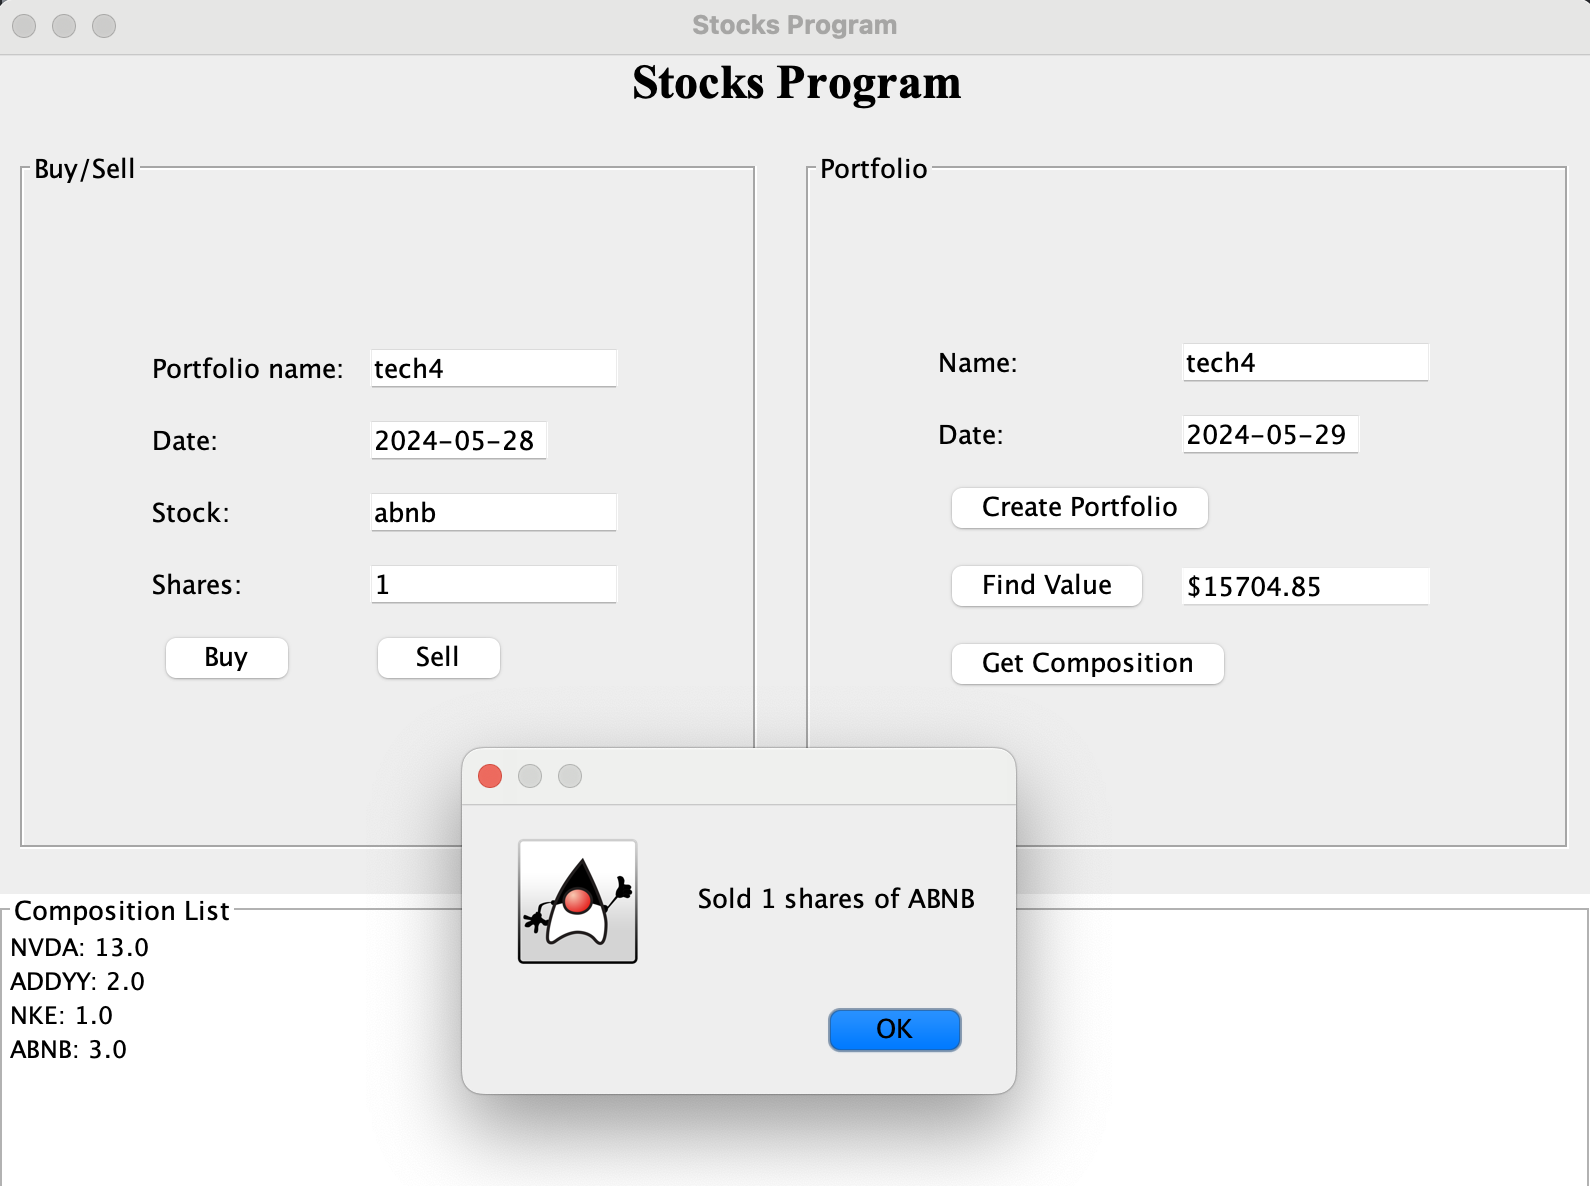 Stocks Program
Stocks Program
Buy/Sell
Portfolio name: tech4
Date: 2024-05-28
Stock: abnb
Shares: 1
Buy Sell
Portfolio
Name: tech4
Date: 2024-05-29
Create Portfolio
Find Value $15704.85
Get Composition
Sold 1 shares of ABNB
OK
Composition List
NVDA: 13.0
ADDYY: 2.0
NKE: 1.0
ABNB: 3.0